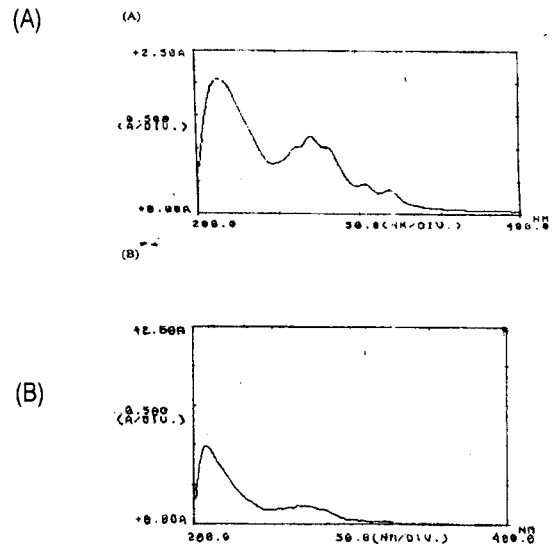 (A)
(A)
+2.50A
0.500
(A/DIV.)
+0.00A
200.0
50.0(NM/DIV.)
400.0
NM
(B)
(B)
+2.50A
0.500
(A/DIV.)
+0.00A
200.0
50.0(NM/DIV.)
400.0
NM